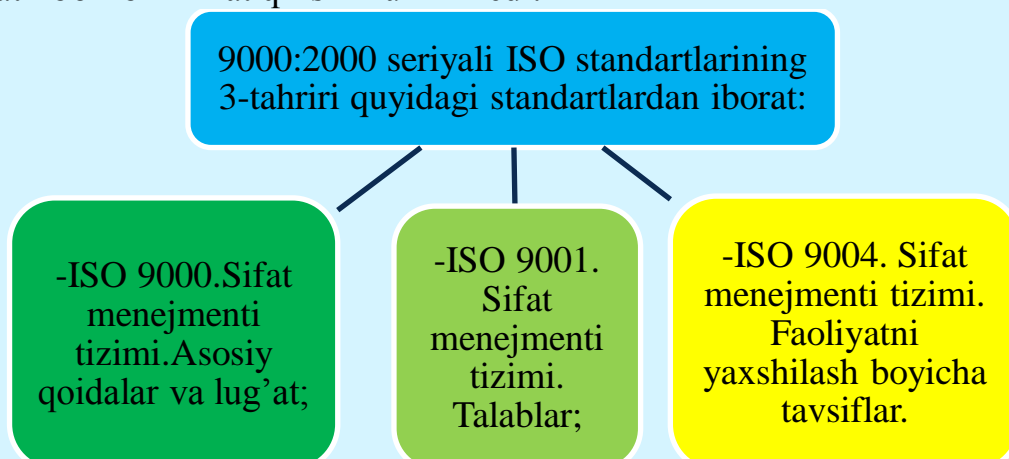 9000:2000 seriyali ISO standartlarining
3-tahriri quyidagi standartlardan iborat:
-ISO 9000.Sifat
menejmenti
tizimi.Asosiy
qoidalar va lug’at;
-ISO 9001.
Sifat
menejmenti
tizimi.
Talablar;
-ISO 9004. Sifat
menejmenti tizimi.
Faoliyatni
yaxshilash boyicha
tavsiflar.